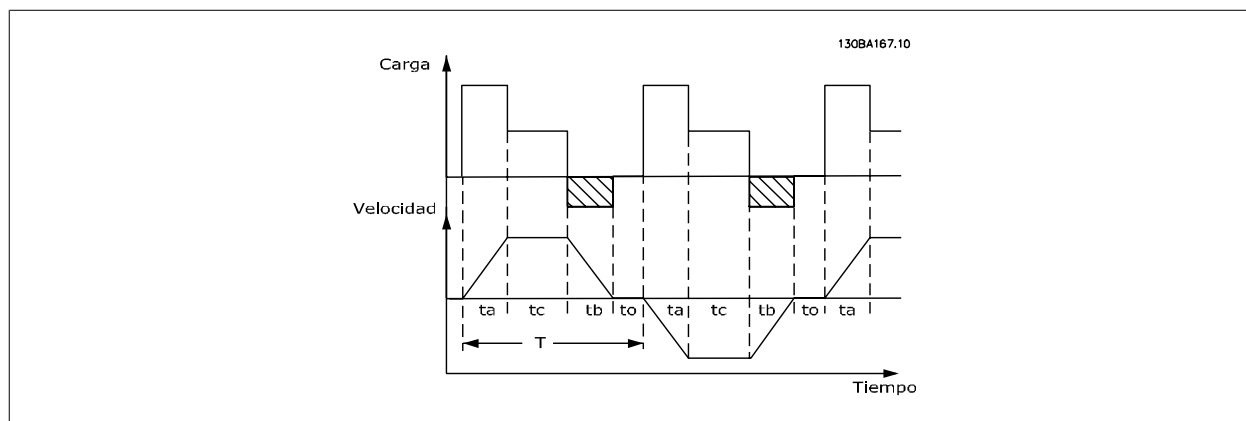 130BA167.10
Carga
Velocidad
ta tc tb to ta tc tb to ta
T
Tiempo